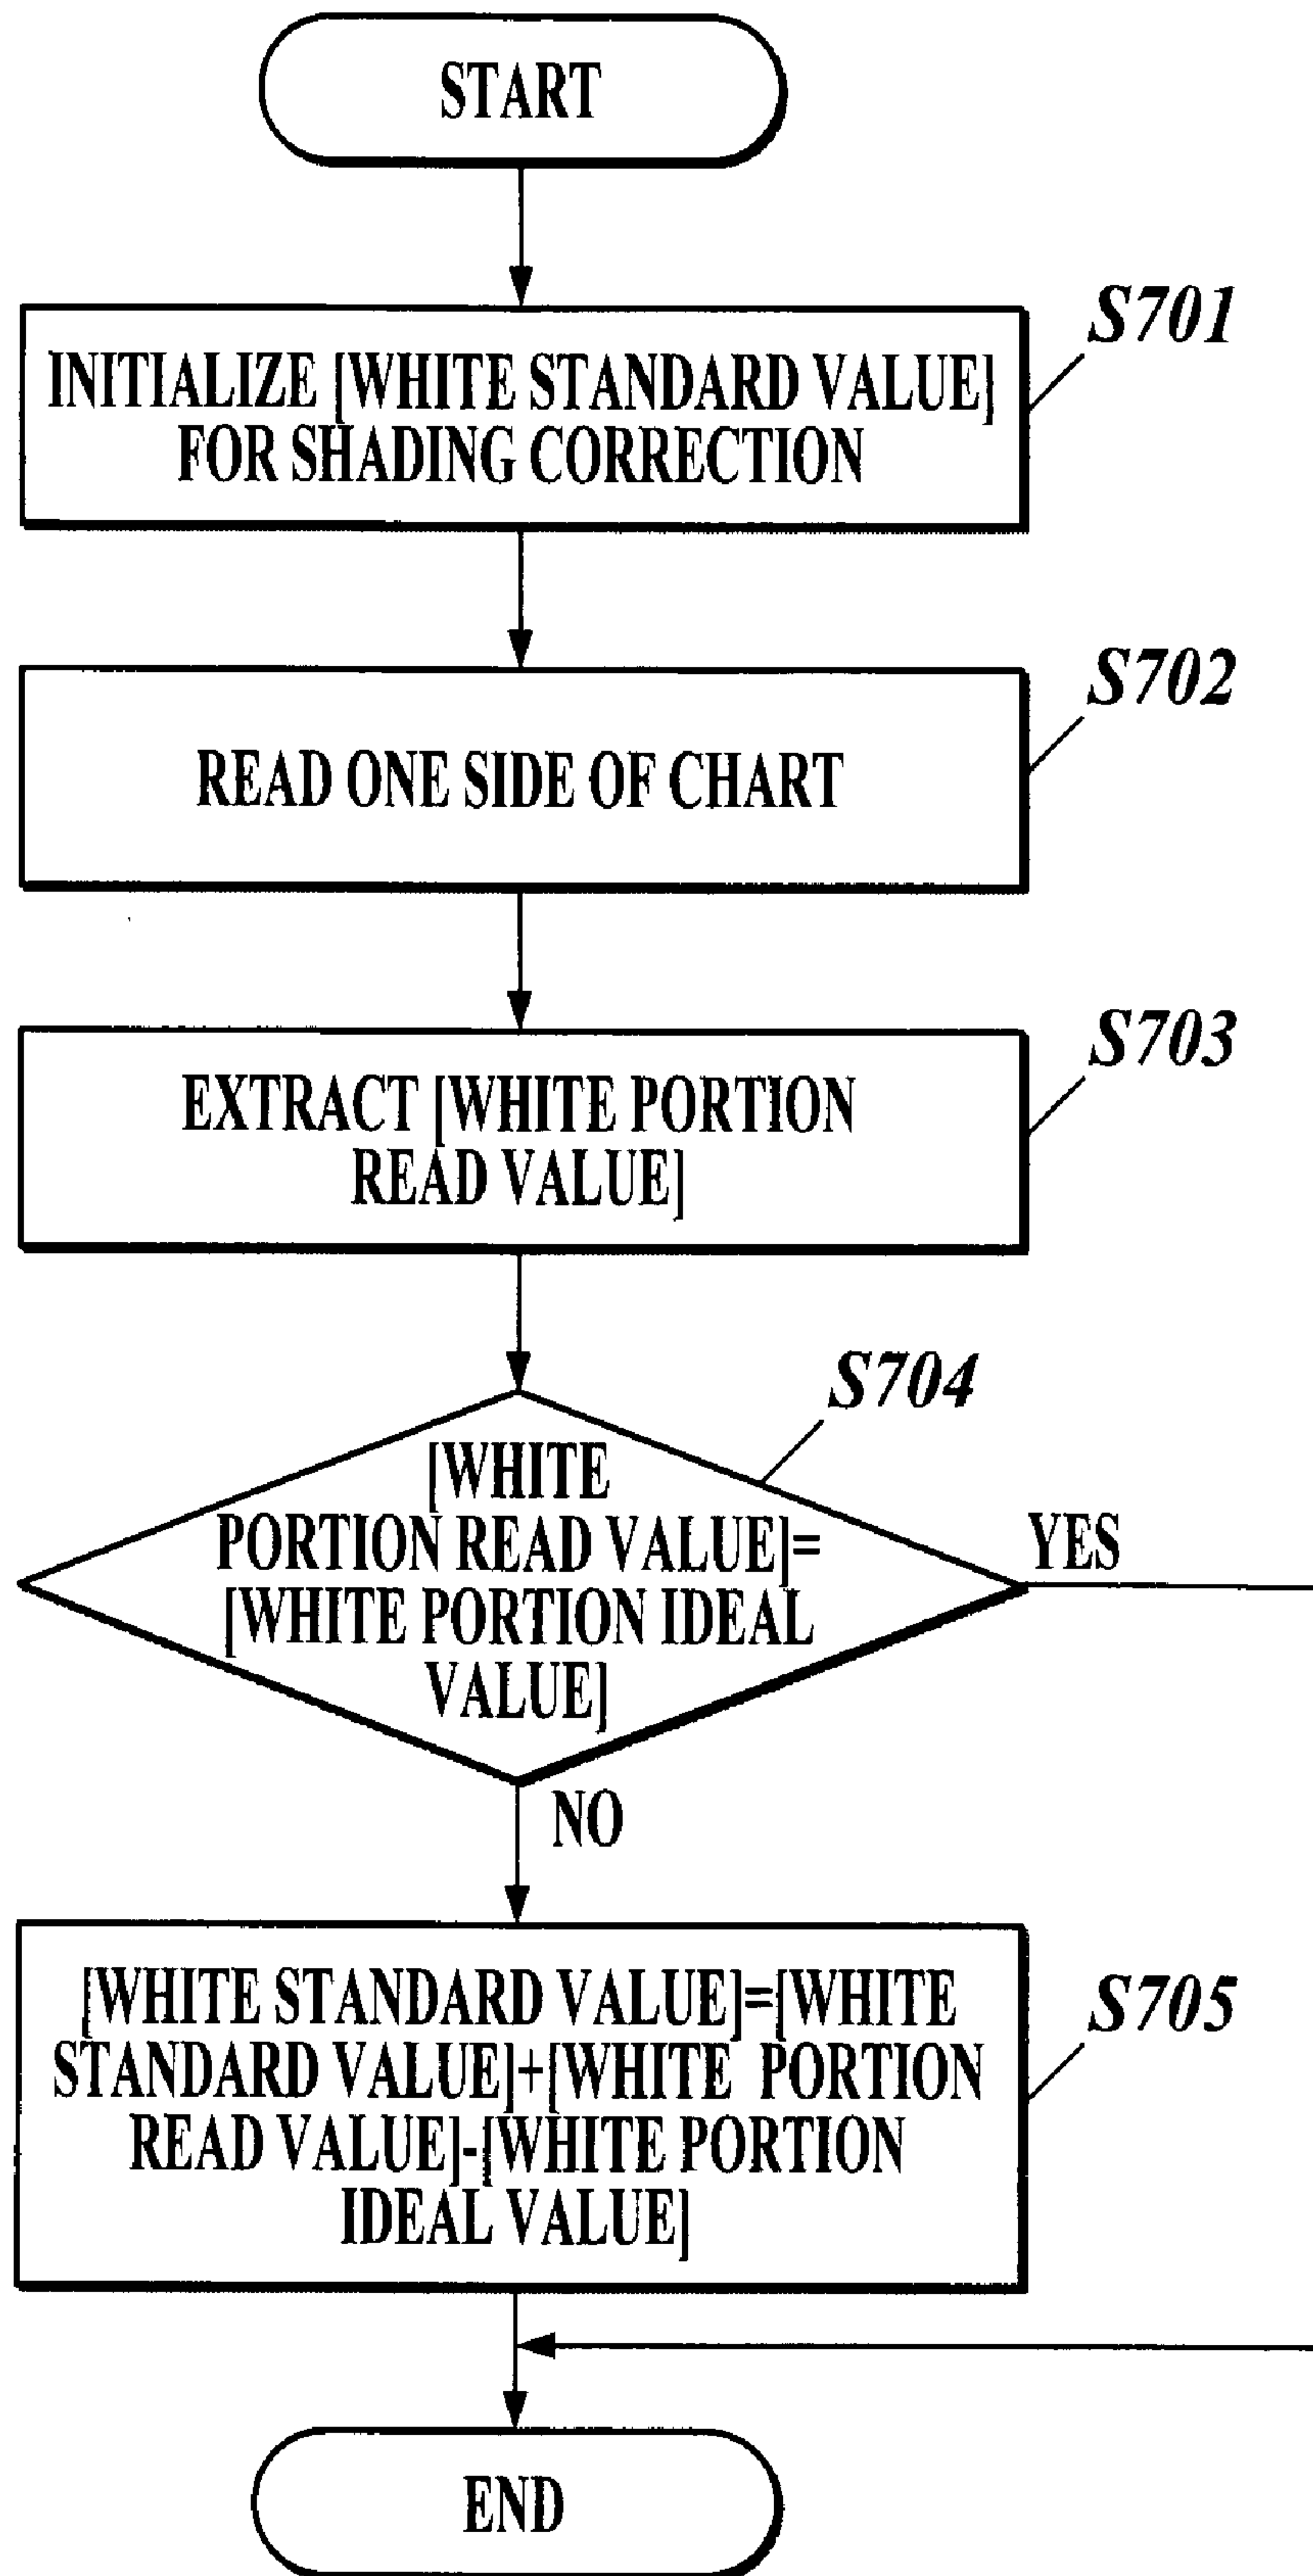 START
S701
INITIALIZE [WHITE STANDARD VALUE]
FOR SHADING CORRECTION
S702
READ ONE SIDE OF CHART
S703
EXTRACT [WHITE PORTION
READ VALUE]
S704
[WHITE
PORTION READ VALUE]=
[WHITE PORTION IDEAL
VALUE]
YES
NO
S705
[WHITE STANDARD VALUE]=[WHITE
STANDARD VALUE]+[WHITE PORTION
READ VALUE]-[WHITE PORTION
IDEAL VALUE]
END